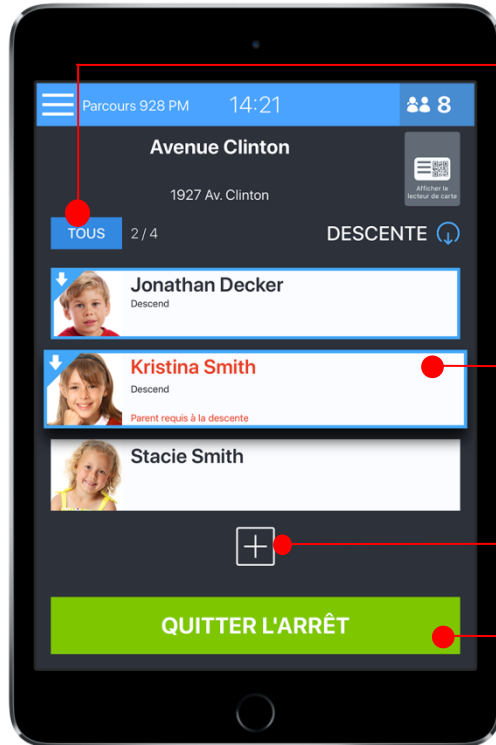 Parcours 928 PM 14:21 8
Avenue Clinton
1927 Av. Clinton
Afficher le
lecteur de carte
TOUS 2 / 4 DESCENTE
Jonathan Decker
Descend
Kristina Smith
Descend
Parent requis à la descente
Stacie Smith
QUITTER L'ARRÊT